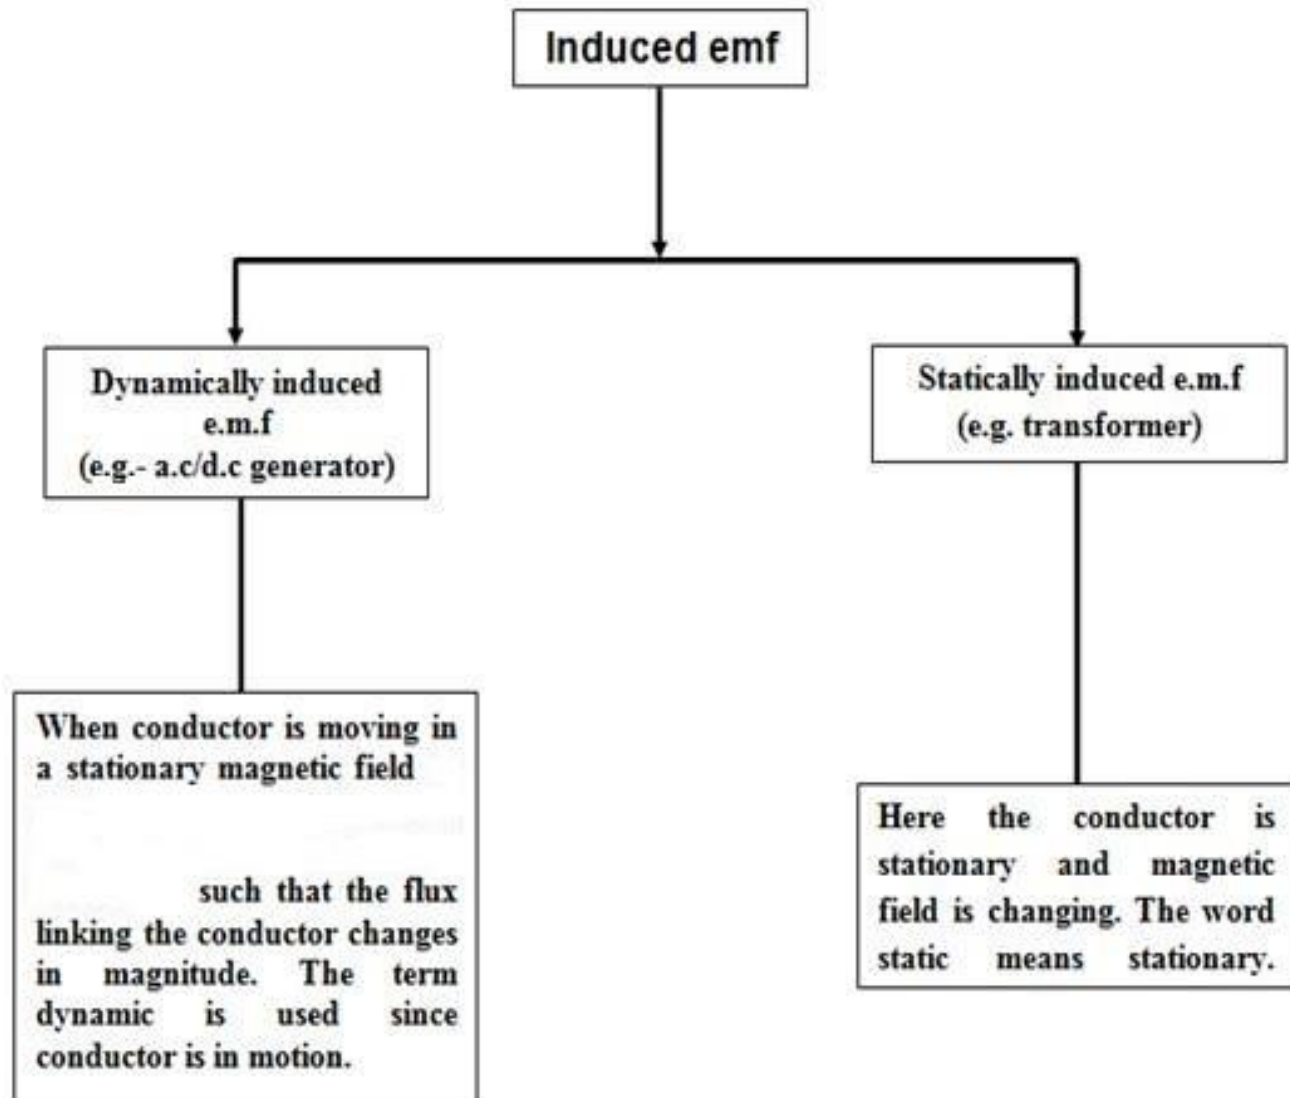 Induced emf
Dynamically induced
e.m.f
(e.g.- a.c/d.c generator)
Statically induced e.m.f
(e.g. transformer)
When conductor is moving in
a stationary magnetic field
such that the flux
linking the conductor changes
in magnitude. The term
dynamic is used since
conductor is in motion.
Here the conductor is
stationary and magnetic
field is changing. The word
static means stationary.